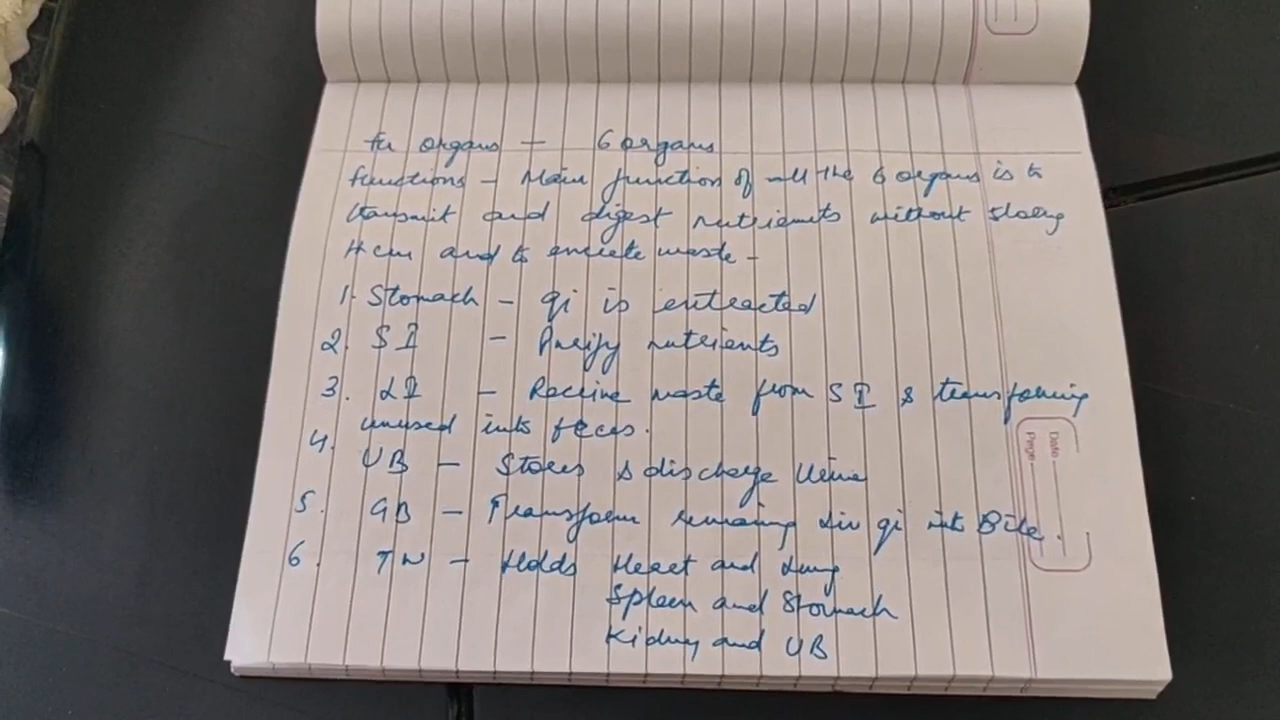 Fu organs - 6 organs
functions - Main function of all the 6 organs is to
transmit and digest nutrients without storing
them and to excrete waste -
1. Stomach - qi is extracted
2. SI - Purify nutrients
3. LI - Receive waste from SI & transforming
unused into feces.
4. UB - Stores & discharge Urine
5. GB - Transform remaining Liv qi into Bile.
6. TW - Holds Heart and Lung
Spleen and Stomach
Kidney and UB
Date
Page